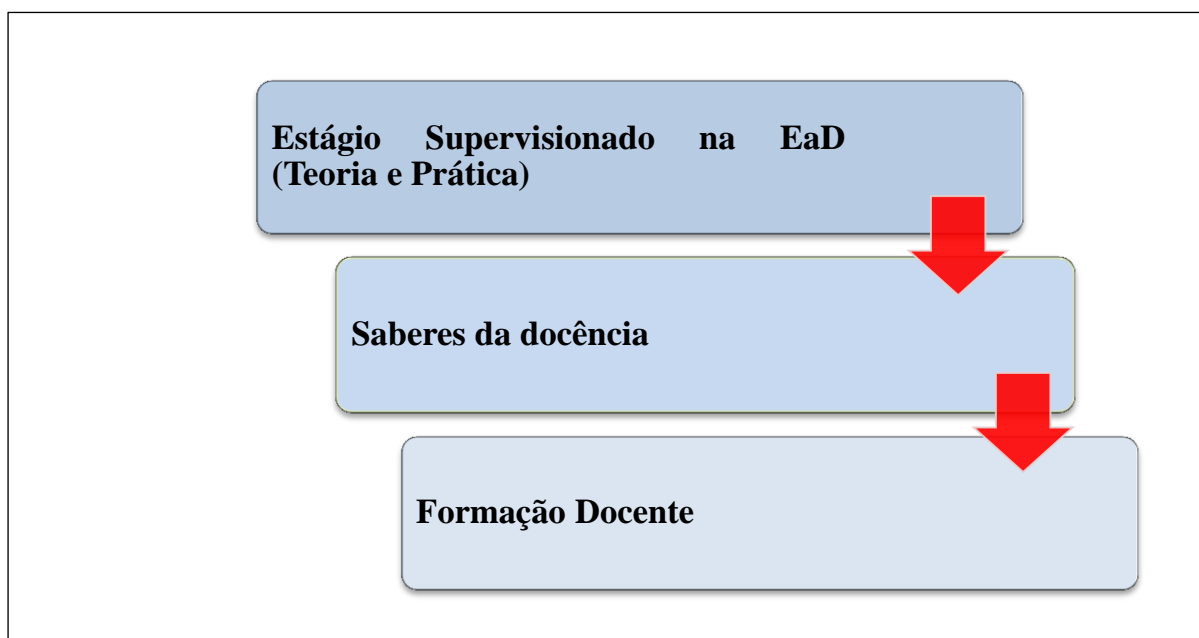 Estágio Supervisionado na EaD
(Teoria e Prática)
Saberes da docência
Formação Docente